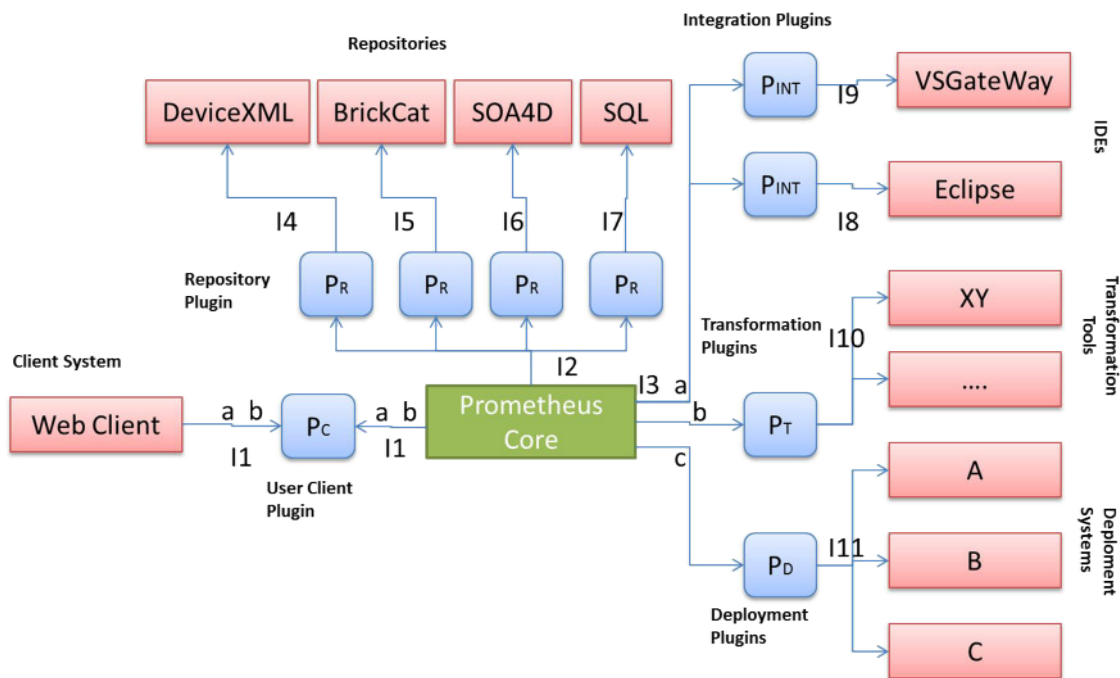 Integration Plugins
Repositories
DeviceXML
BrickCat
SOA4D
SQL
PINT
I9
VSGateWay
IDEs
PINT
I8
Eclipse
I4
I5
I6
I7
Repository
Plugin
PR
PR
PR
PR
Transformation
Plugins
I10
XY
....
Transformation
Tools
Client System
Web Client
a b
I1
PC
a b
I1
User Client
Plugin
I2
Prometheus
Core
I3 a
b
c
PT
PD
I11
Deployment
Plugins
A
B
C
Deploment
Systems